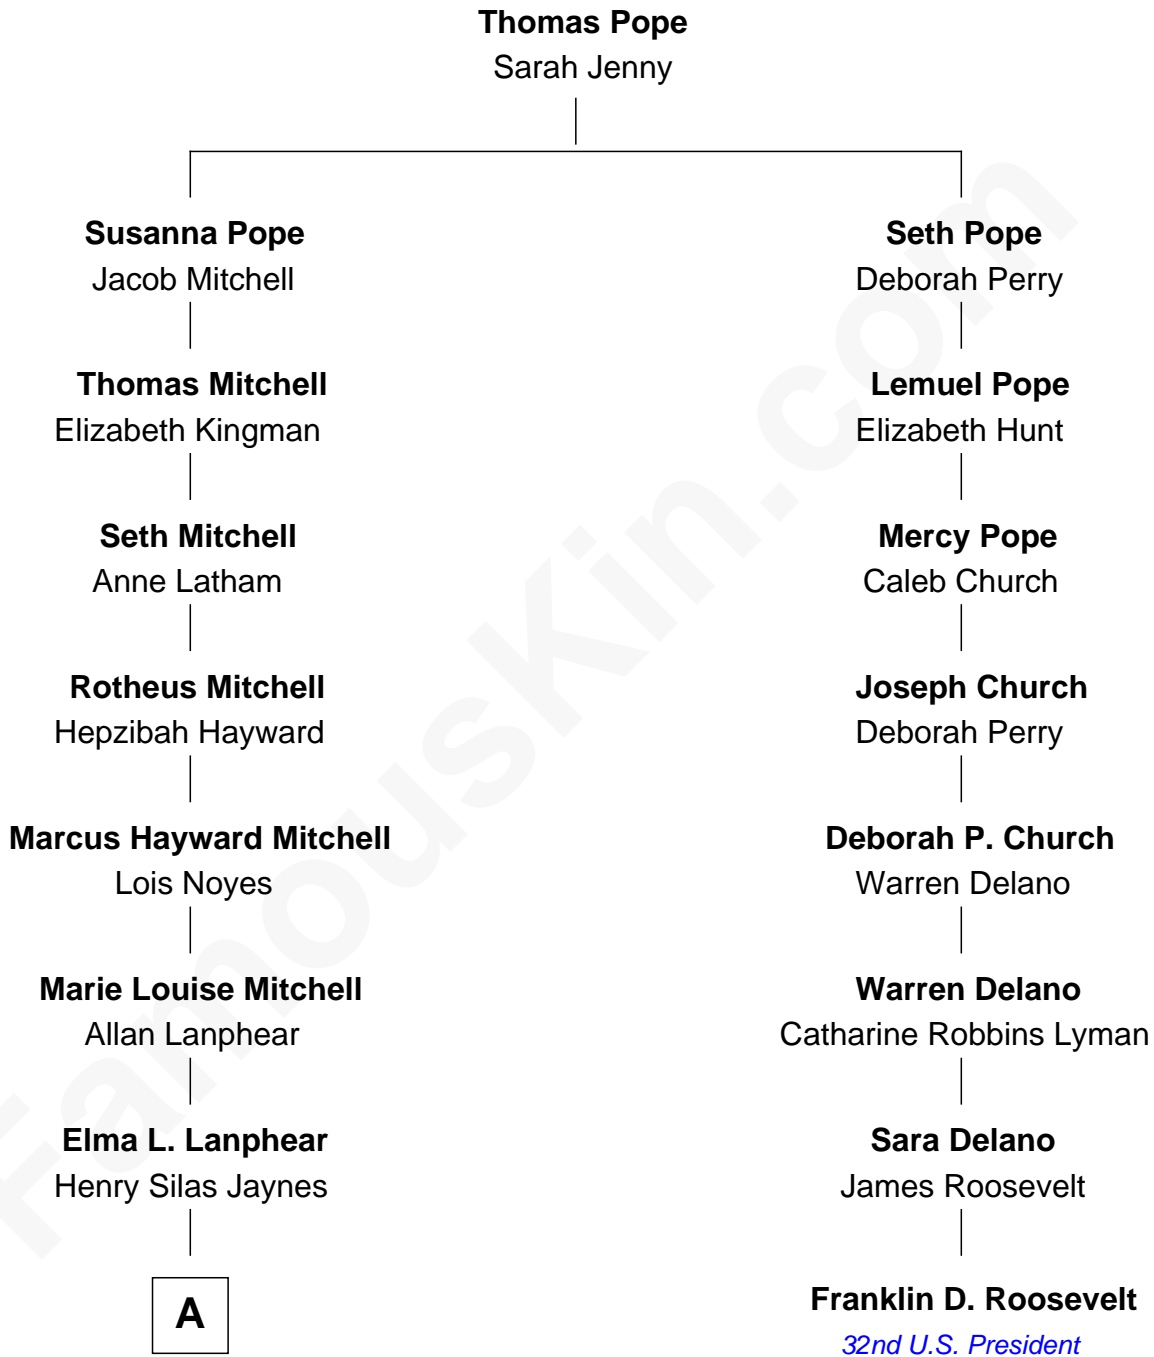 Thomas Pope
Sarah Jenny
Susanna Pope
Jacob Mitchell
Seth Pope
Deborah Perry
Thomas Mitchell
Elizabeth Kingman
Lemuel Pope
Elizabeth Hunt
Seth Mitchell
Anne Latham
Mercy Pope
Caleb Church
Rotheus Mitchell
Hepzibah Hayward
Joseph Church
Deborah Perry
Marcus Hayward Mitchell
Lois Noyes
Deborah P. Church
Warren Delano
Marie Louise Mitchell
Allan Lanphear
Warren Delano
Catharine Robbins Lyman
Elma L. Lanphear
Henry Silas Jaynes
Sara Delano
James Roosevelt
A
Franklin D. Roosevelt
32nd U.S. President
FamousKin.com